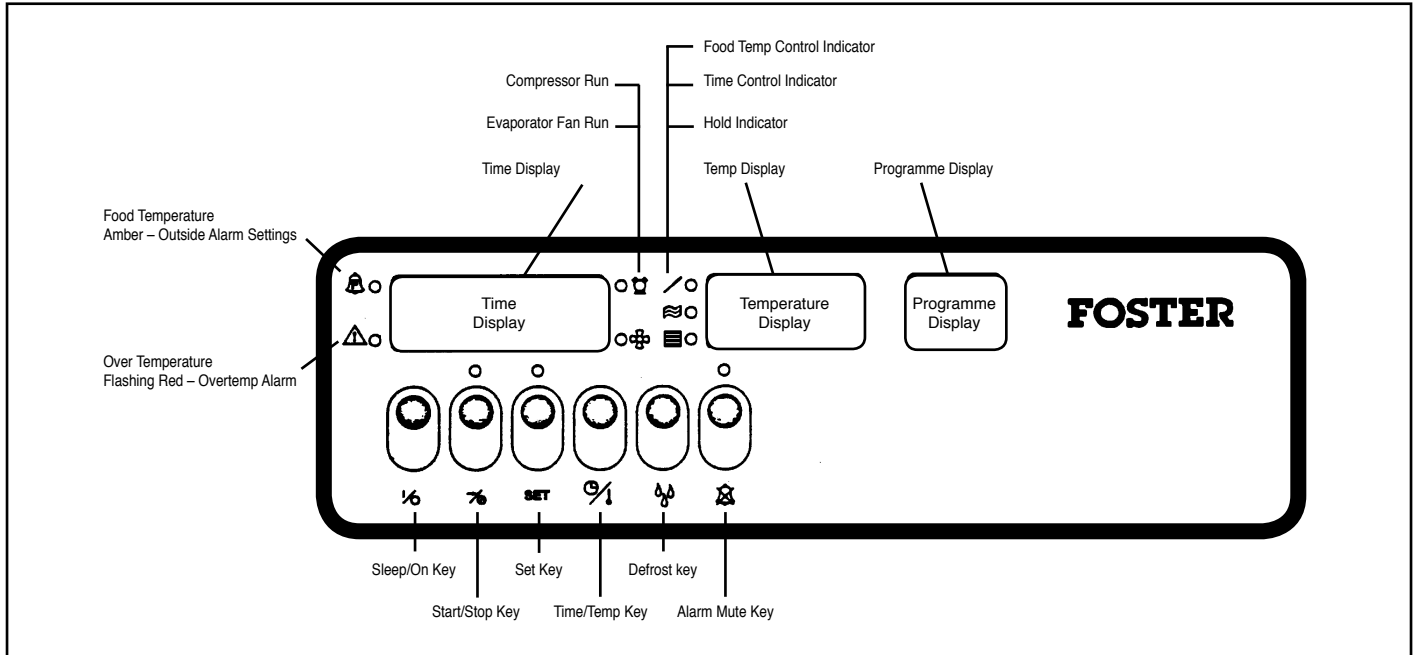 Food Temp Control Indicator
Compressor Run
Time Control Indicator
Evaporator Fan Run
Hold Indicator
Time Display
Temp Display
Programme Display
Food Temperature
Amber – Outside Alarm Settings
Time
Display
Temperature
Display
Programme
Display
FOSTER
Over Temperature
Flashing Red – Overtemp Alarm
SET
Sleep/On Key
Set Key
Defrost key
Start/Stop Key
Time/Temp Key
Alarm Mute Key